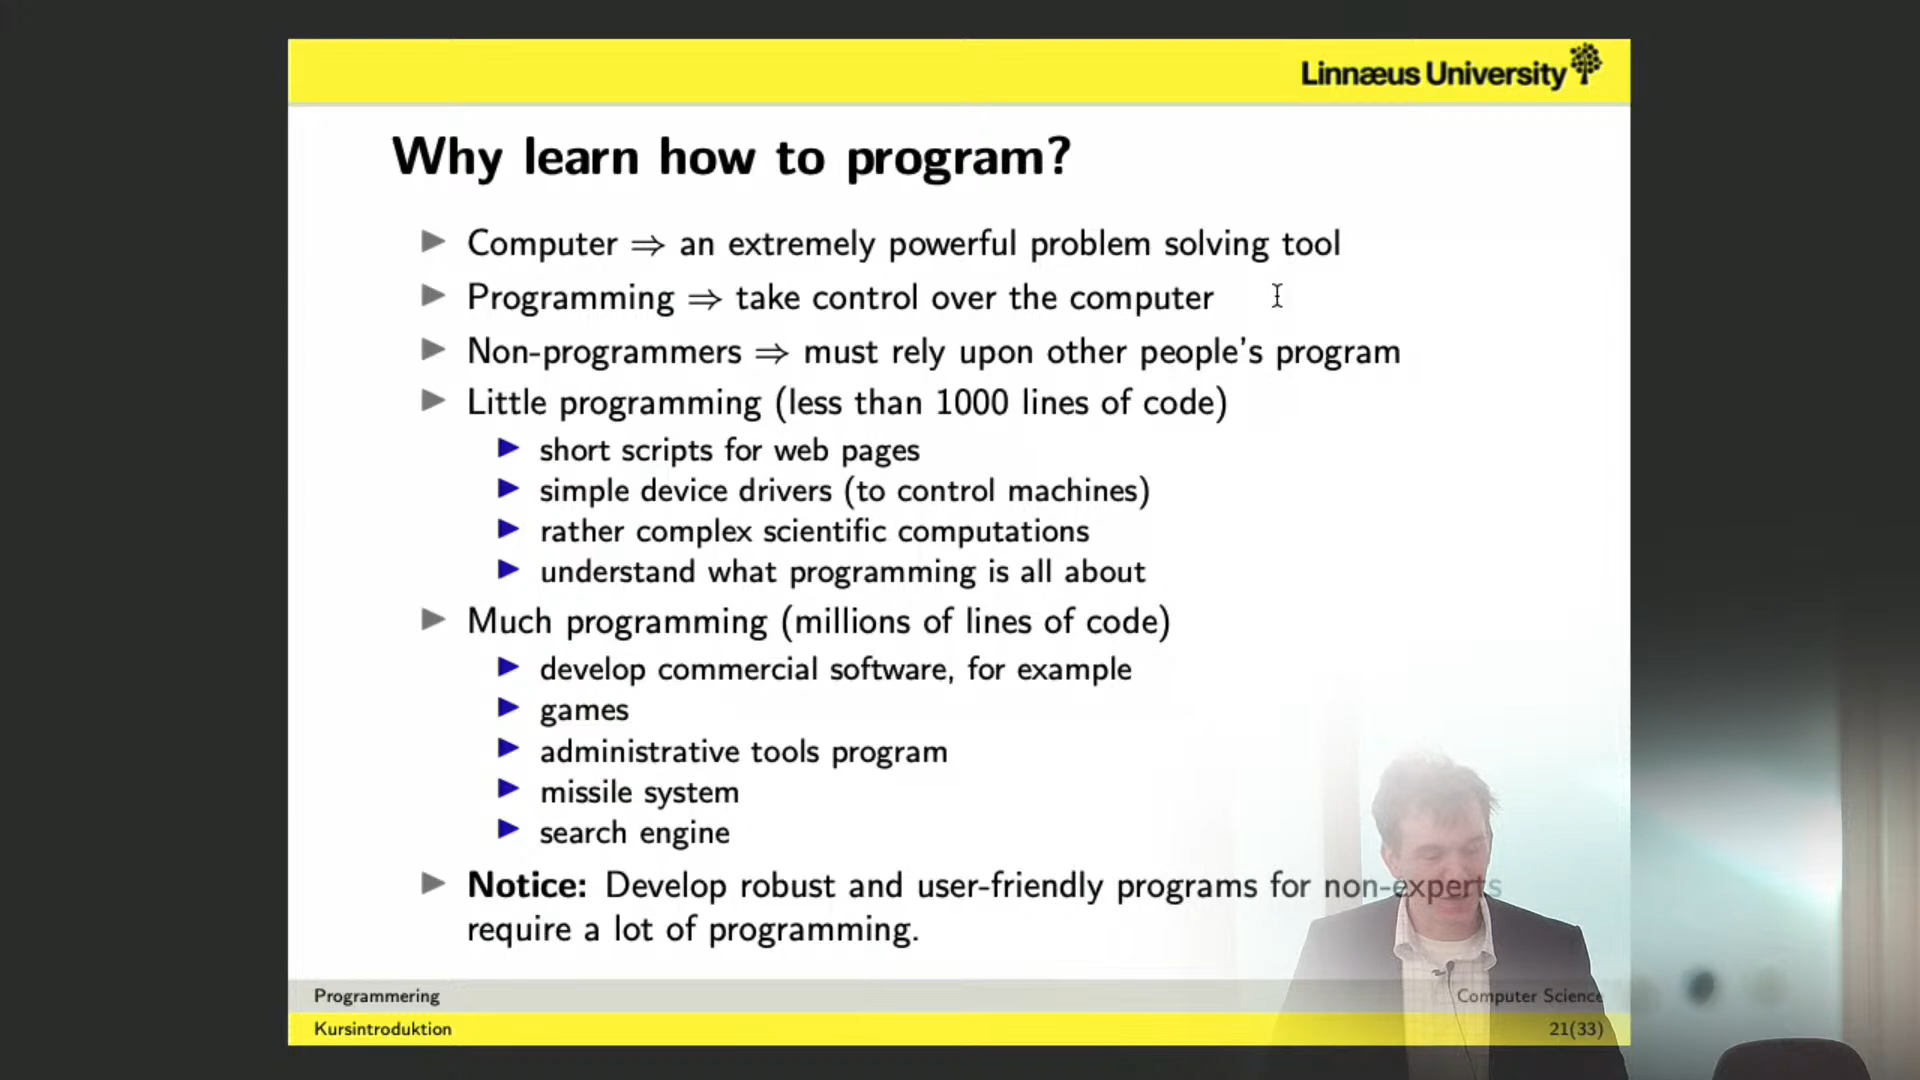 Linnæus University
Why learn how to program?
Computer ⇒ an extremely powerful problem solving tool
Programming ⇒ take control over the computer
Non-programmers ⇒ must rely upon other people's program
Little programming (less than 1000 lines of code)
short scripts for web pages
simple device drivers (to control machines)
rather complex scientific computations
understand what programming is all about
Much programming (millions of lines of code)
develop commercial software, for example
games
administrative tools program
missile system
search engine
Notice: Develop robust and user-friendly programs for non-experts
require a lot of programming.
Programmering
Computer Science
Kursintroduktion
21(33)